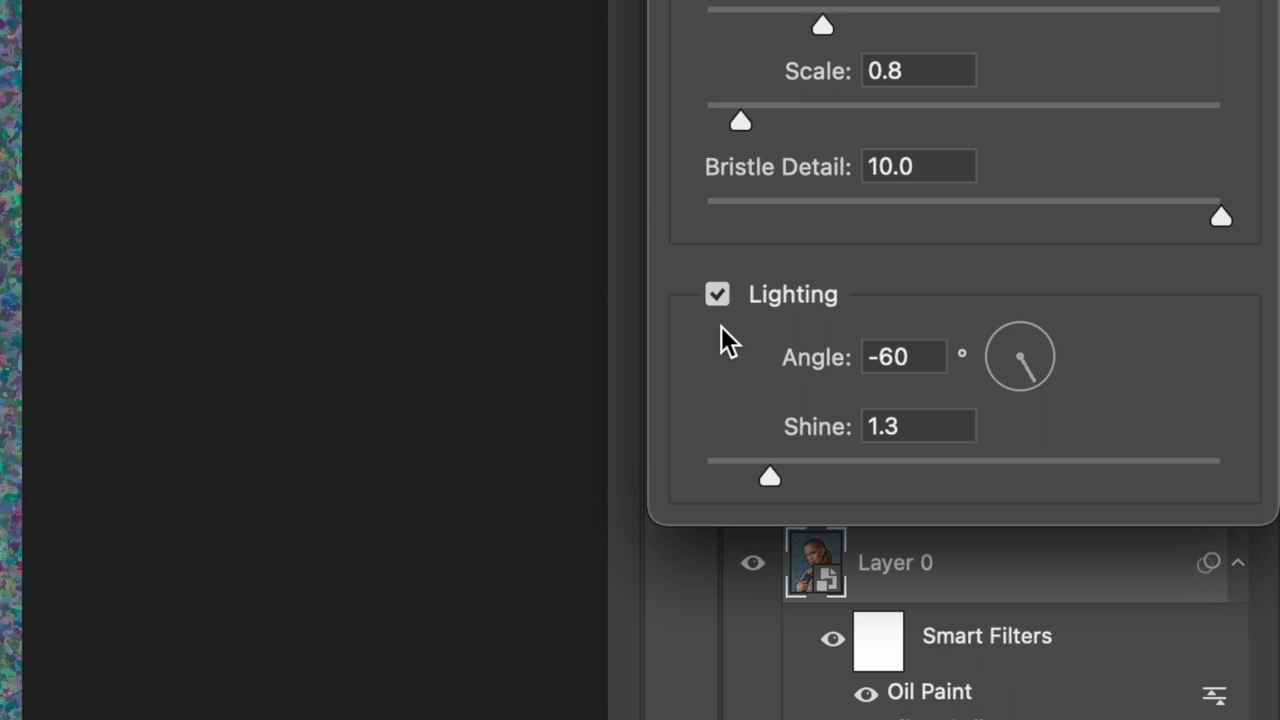 Scale: 0.8
Bristle Detail: 10.0
Lighting
Angle: -60 °
Shine: 1.3
Layer 0
Smart Filters
Oil Paint